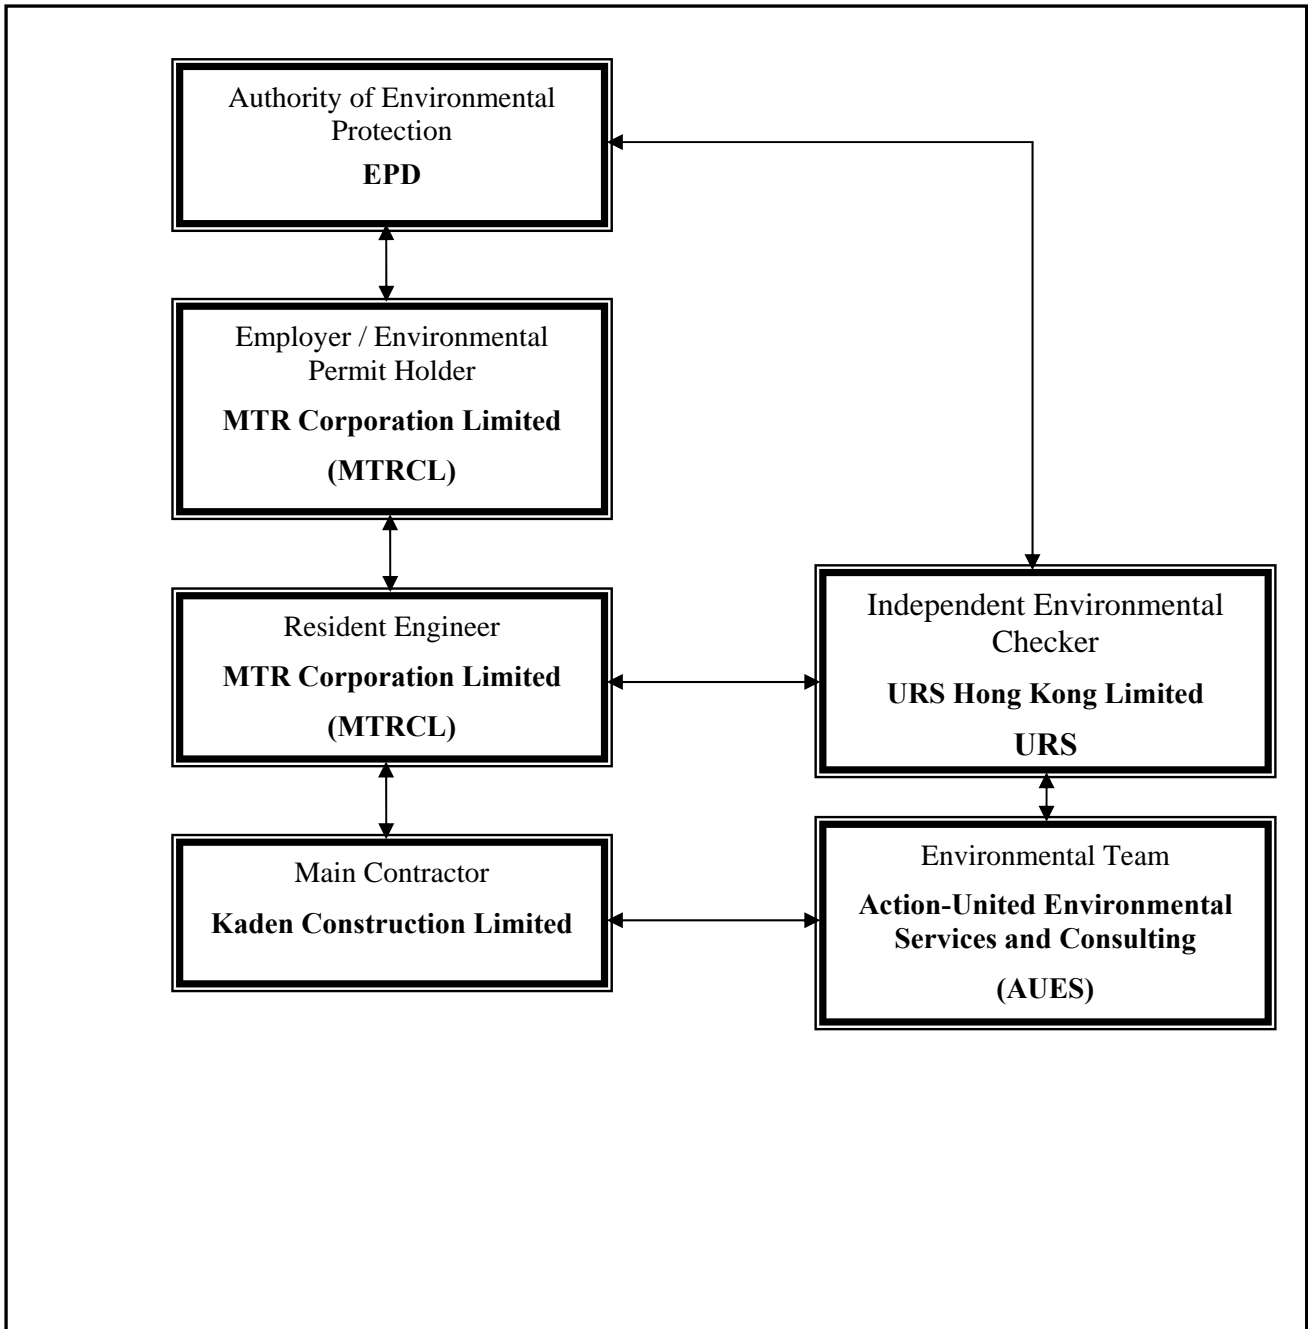 Authority of Environmental
Protection
EPD
Employer / Environmental
Permit Holder
MTR Corporation Limited
(MTRCL)
Resident Engineer
MTR Corporation Limited
(MTRCL)
Independent Environmental
Checker
URS Hong Kong Limited
URS
Main Contractor
Kaden Construction Limited
Environmental Team
Action-United Environmental
Services and Consulting
(AUES)